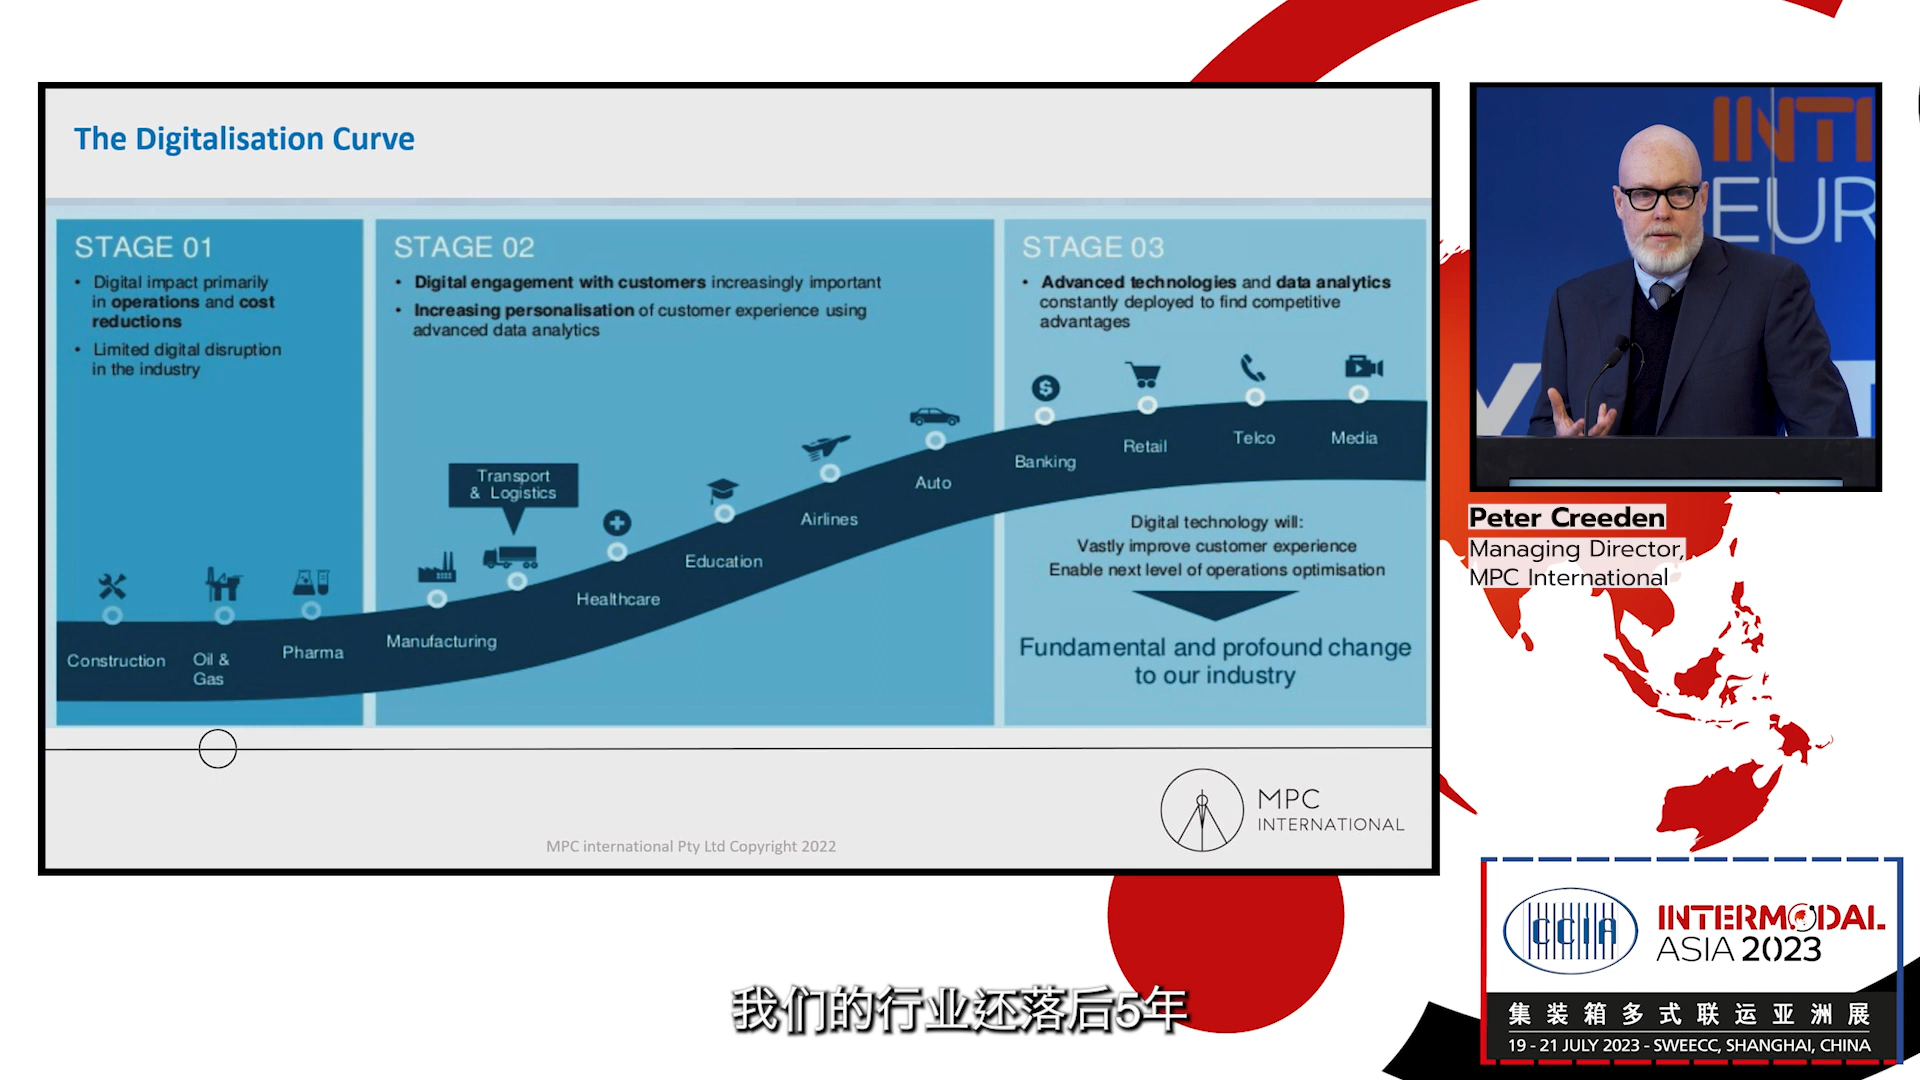 The Digitalisation Curve
STAGE 01
• Digital impact primarily
in operations and cost
reductions
• Limited digital disruption
in the industry
STAGE 02
• Digital engagement with customers increasingly important
• Increasing personalisation of customer experience using
advanced data analytics
STAGE 03
• Advanced technologies and data analytics
constantly deployed to find competitive
advantages
Transport
& Logistics
Construction
Oil &
Gas
Pharma
Manufacturing
Healthcare
Education
Airlines
Auto
Banking
Retail
Telco
Media
Digital technology will:
Vastly improve customer experience
Enable next level of operations optimisation
Fundamental and profound change
to our industry
MPC
INTERNATIONAL
MPC international Pty Ltd Copyright 2022
INT
EUR
Peter Creeden
Managing Director,
MPC International
CCIA
INTERMODAL
ASIA 2023
集装箱多式联运亚洲展
19 - 21 JULY 2023 - SWEECC, SHANGHAI, CHINA
我们的行业还落后5年